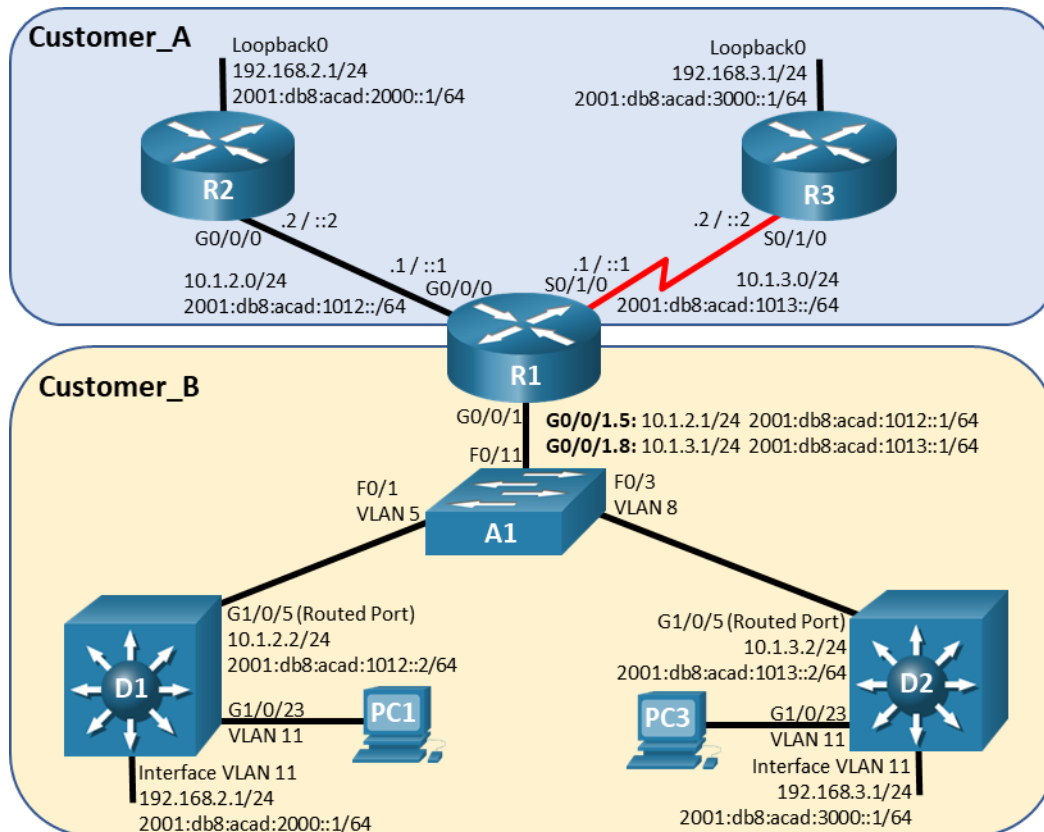 Customer_A
Loopback0
192.168.2.1/24
2001:db8:acad:2000::1/64
Loopback0
192.168.3.1/24
2001:db8:acad:3000::1/64
R2
R3
.2 / ::2
G0/0/0
.2 / ::2
S0/1/0
10.1.2.0/24
2001:db8:acad:1012::/64
.1 / ::1
G0/0/0
.1 / ::1
S0/1/0
10.1.3.0/24
2001:db8:acad:1013::/64
R1
Customer_B
G0/0/1
G0/0/1.5: 10.1.2.1/24 2001:db8:acad:1012::1/64
G0/0/1.8: 10.1.3.1/24 2001:db8:acad:1013::1/64
F0/11
F0/1
VLAN 5
F0/3
VLAN 8
A1
G1/0/5 (Routed Port)
10.1.2.2/24
2001:db8:acad:1012::2/64
G1/0/5 (Routed Port)
10.1.3.2/24
2001:db8:acad:1013::2/64
D1
D2
G1/0/23
VLAN 11
PC1
PC3
G1/0/23
VLAN 11
Interface VLAN 11
192.168.2.1/24
2001:db8:acad:2000::1/64
Interface VLAN 11
192.168.3.1/24
2001:db8:acad:3000::1/64